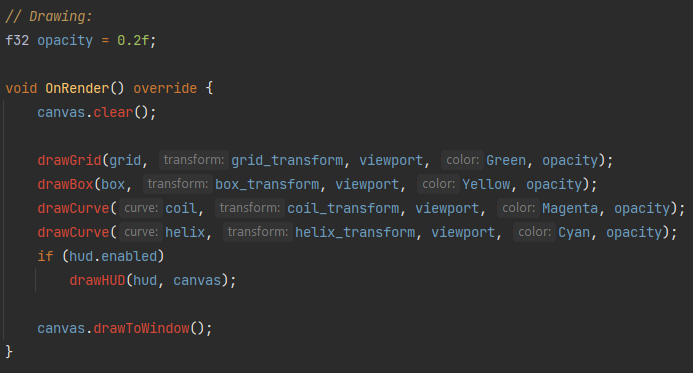 // Drawing:
f32 opacity = 0.2f;
void OnRender() override {
canvas.clear();
drawGrid(grid, transform: grid_transform, viewport, color: Green, opacity);
drawBox(box, transform: box_transform, viewport, color: Yellow, opacity);
drawCurve( curve: coil, transform: coil_transform, viewport, color: Magenta, opacity);
drawCurve( curve: helix, transform: helix_transform, viewport, color: Cyan, opacity);
if (hud.enabled)
drawHUD(hud, canvas);
canvas.drawToWindow();
}